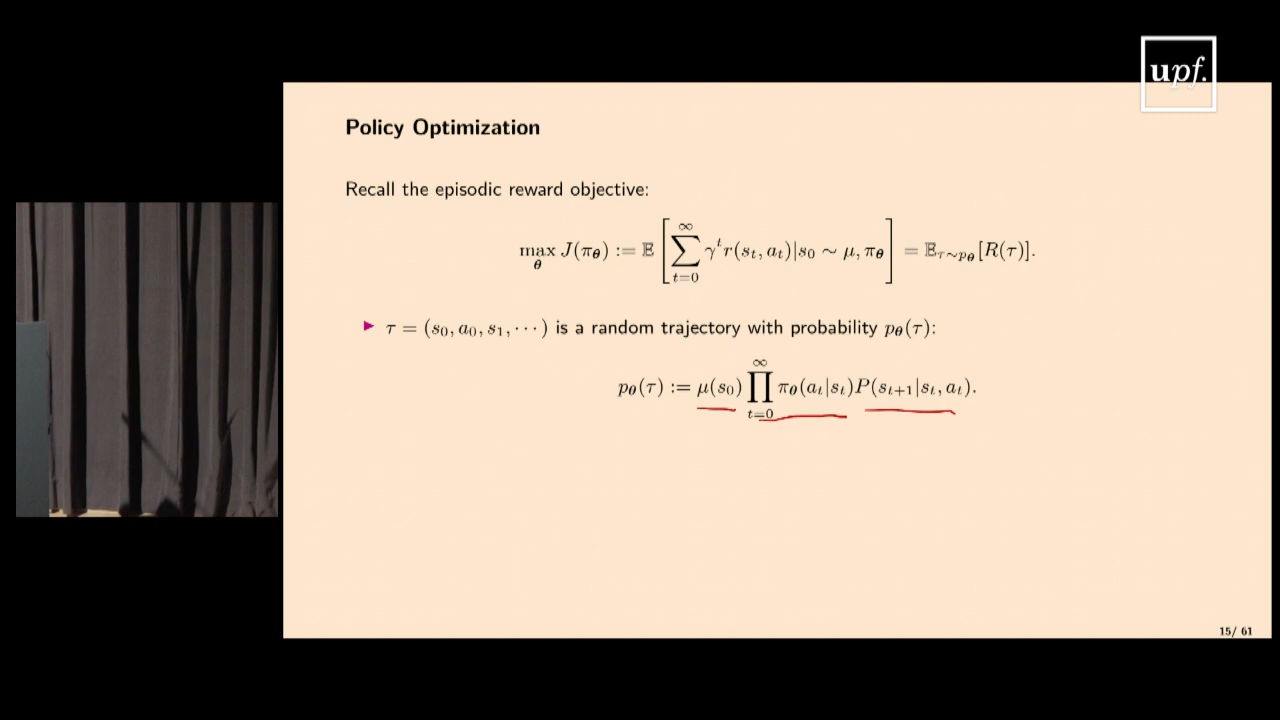 upf.
Policy Optimization
Recall the episodic reward objective:
max_θ J(π_θ) := 𝔼 [ ∑_{t=0}^{∞} γ^t r(s_t, a_t)|s_0 ∼ μ, π_θ ] = 𝔼_{τ∼p_θ}[R(τ)].
▶ τ = (s_0, a_0, s_1, ⋯) is a random trajectory with probability p_θ(τ):
p_θ(τ) := μ(s_0) ∏_{t=0}^{∞} π_θ(a_t|s_t)P(s_{t+1}|s_t, a_t).
15/ 61